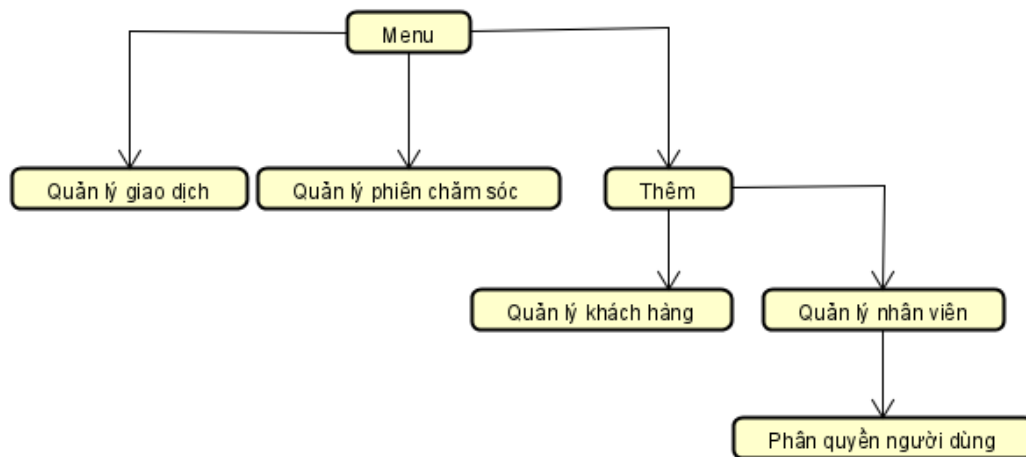 Menu
Quản lý giao dịch
Quản lý phiên chăm sóc
Thêm
Quản lý khách hàng
Quản lý nhân viên
Phân quyền người dùng